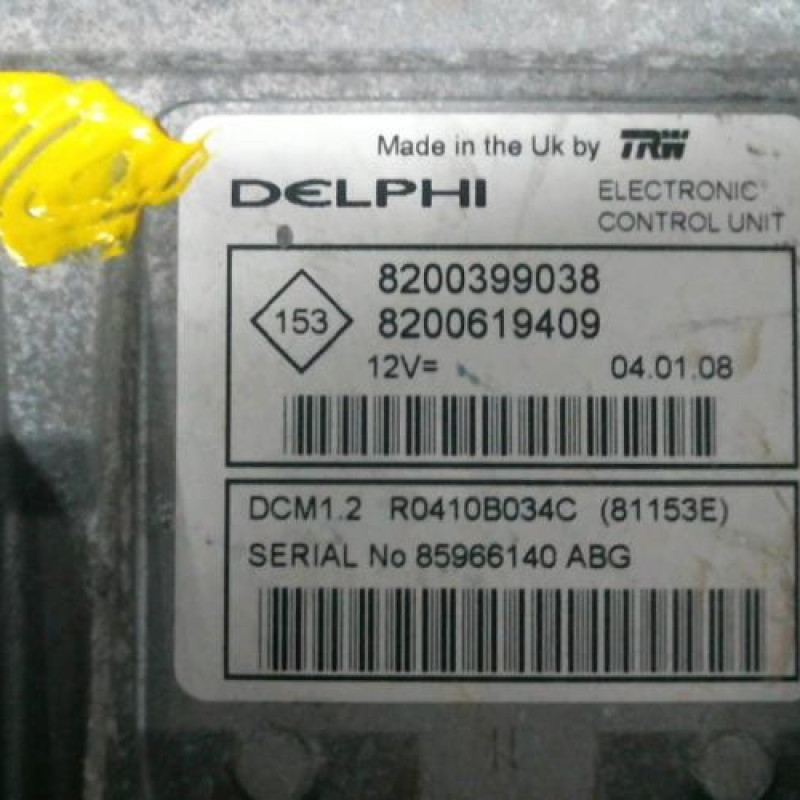 Made in the Uk by TRW
DELPHI
ELECTRONIC
CONTROL UNIT
153
8200399038
8200619409
12V= 04.01.08
DCM1.2 R0410B034C (81153E)
SERIAL No 85966140 ABG